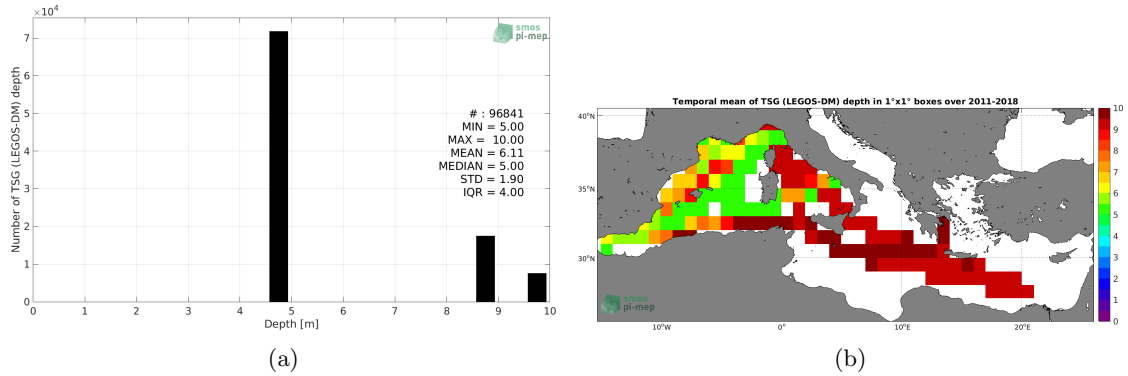 x 10⁴
smos
pi-mep
Number of TSG (LEGOS-DM) depth
7
6
5
4
3
2
1
0
# : 96841
MIN = 5.00
MAX = 10.00
MEAN = 6.11
MEDIAN = 5.00
STD = 1.90
IQR = 4.00
0 1 2 3 4 5 6 7 8 9 10
Depth [m]
(a)
Temporal mean of TSG (LEGOS-DM) depth in 1°x1° boxes over 2011-2018
40°N
35°N
30°N
10°W 0° 10°E 20°E
smos
pi-mep
10
9
8
7
6
5
4
3
2
1
0
(b)